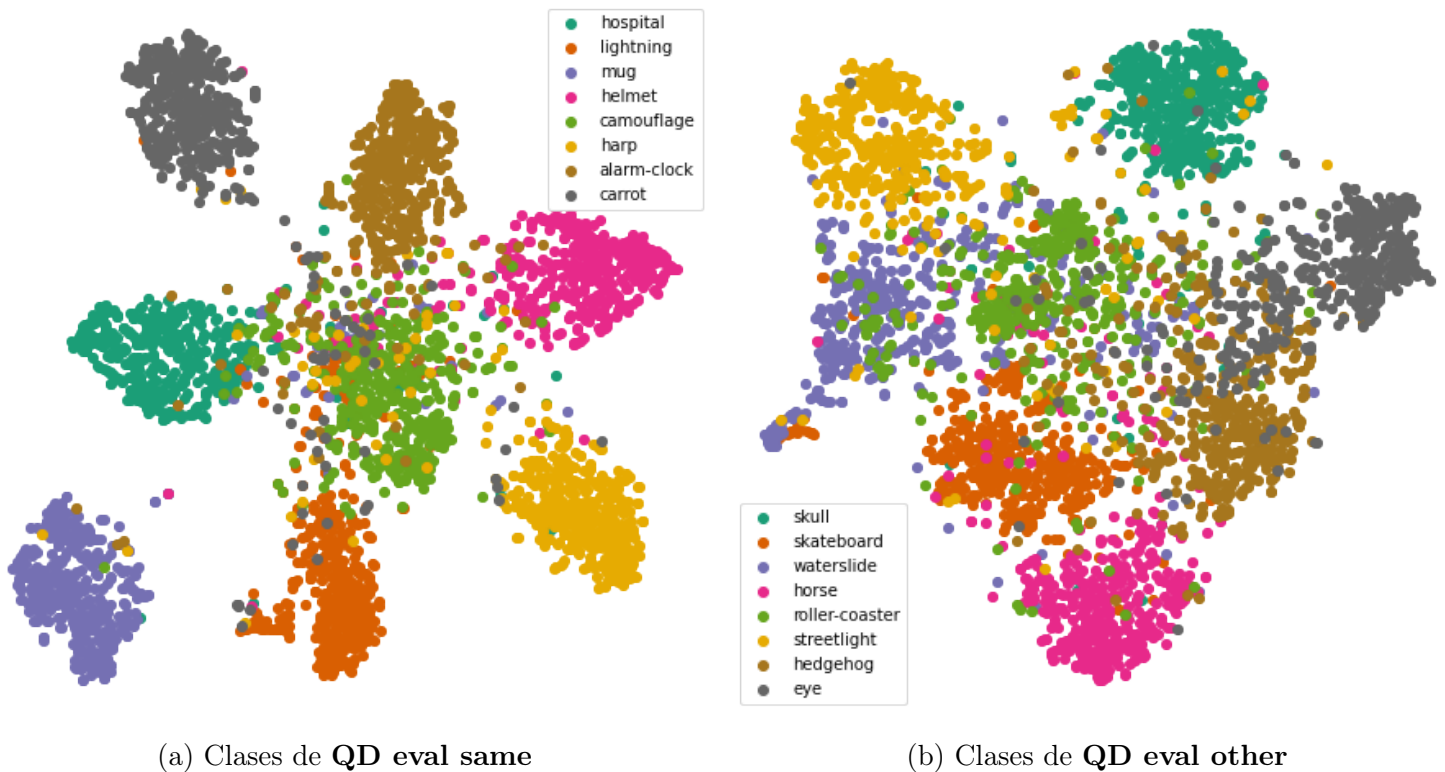 hospital
lightning
mug
helmet
camouflage
harp
alarm-clock
carrot
skull
skateboard
waterslide
horse
roller-coaster
streetlight
hedgehog
eye
(a) Clases de QD eval same
(b) Clases de QD eval other